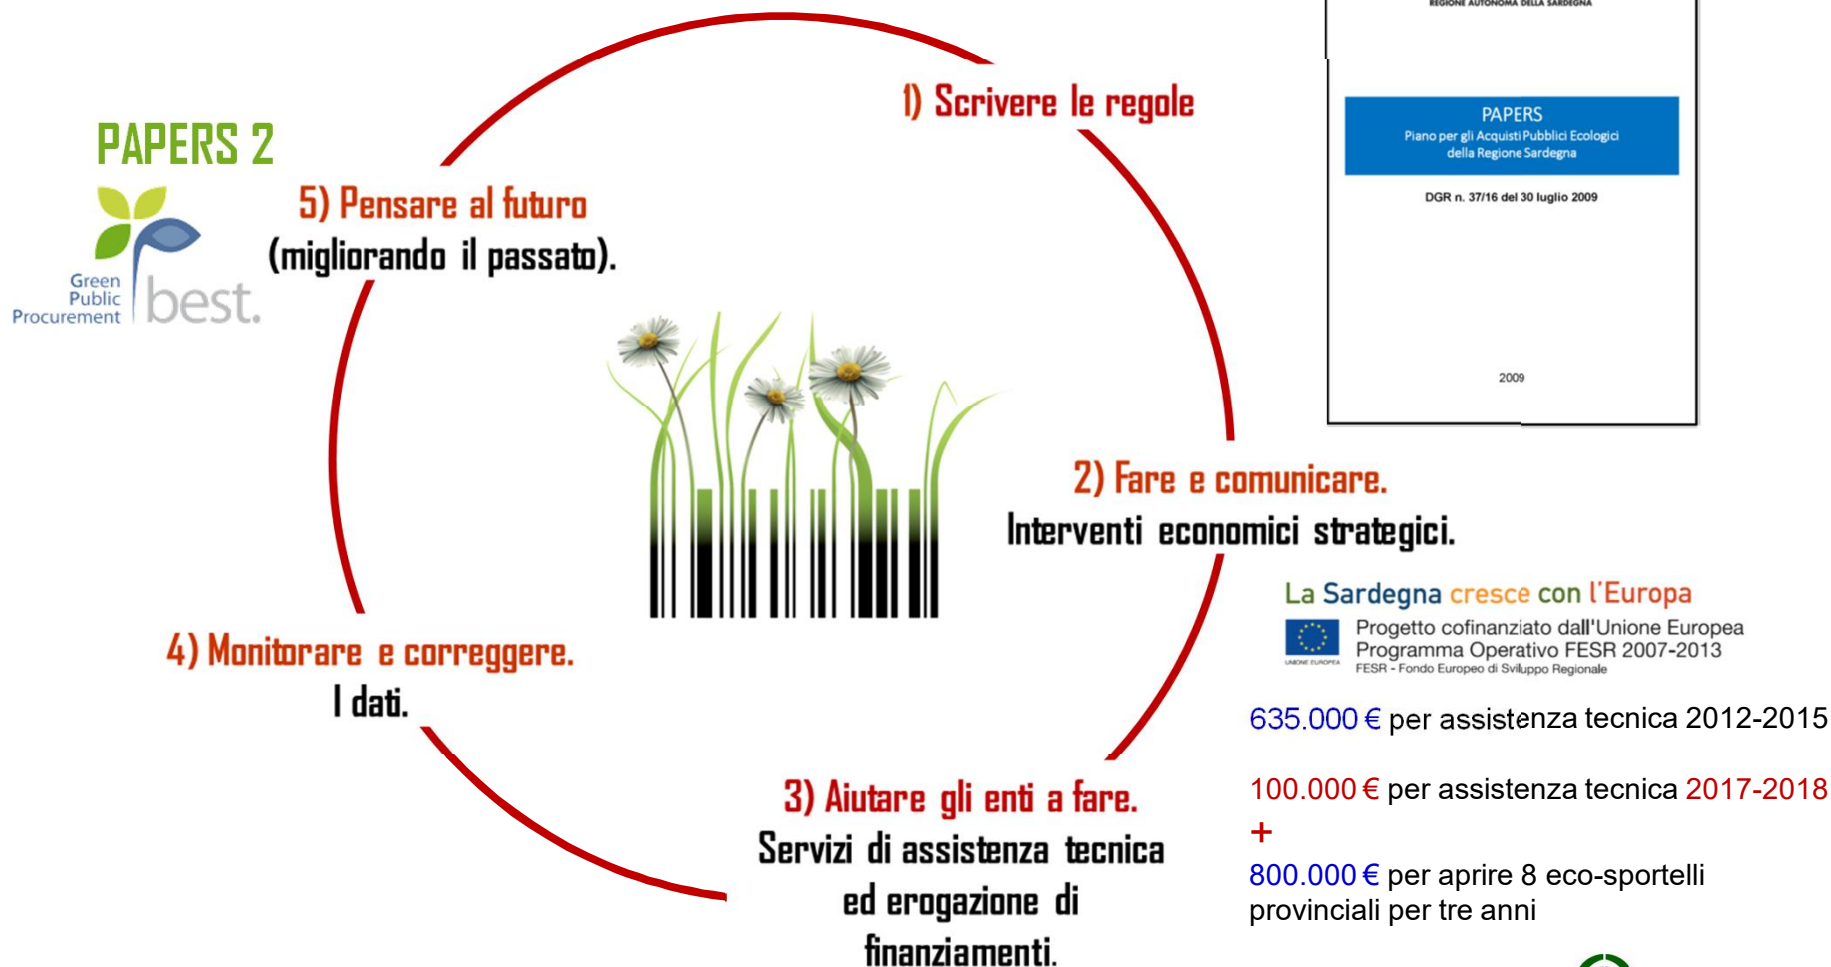 REGIONE AUTONOMA DELLA SARDEGNA
PAPERS
Piano per gli Acquisti Pubblici Ecologici
della Regione Sardegna
DGR n. 37/16 del 30 luglio 2009
2009
1) Scrivere le regole
PAPERS 2
5) Pensare al futuro
(migliorando il passato).
Green
Public
Procurement
best.
2) Fare e comunicare.
Interventi economici strategici.
La Sardegna cresce con l'Europa
UNIONE EUROPEA
Progetto cofinanziato dall'Unione Europea
Programma Operativo FESR 2007-2013
FESR - Fondo Europeo di Sviluppo Regionale
4) Monitorare e correggere.
I dati.
635.000 € per assistenza tecnica 2012-2015
100.000 € per assistenza tecnica 2017-2018
+
800.000 € per aprire 8 eco-sportelli
provinciali per tre anni
3) Aiutare gli enti a fare.
Servizi di assistenza tecnica
ed erogazione di
finanziamenti.